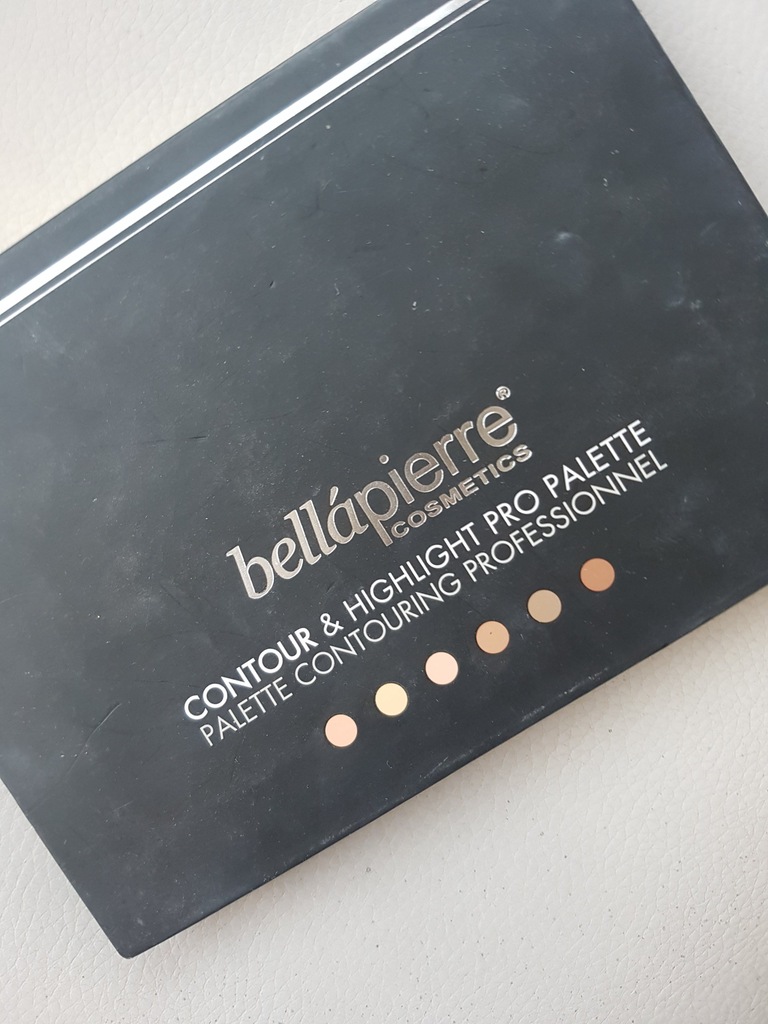 bellápierre®
COSMETICS
CONTOUR & HIGHLIGHT PRO PALETTE
PALETTE CONTOURING PROFESSIONNEL